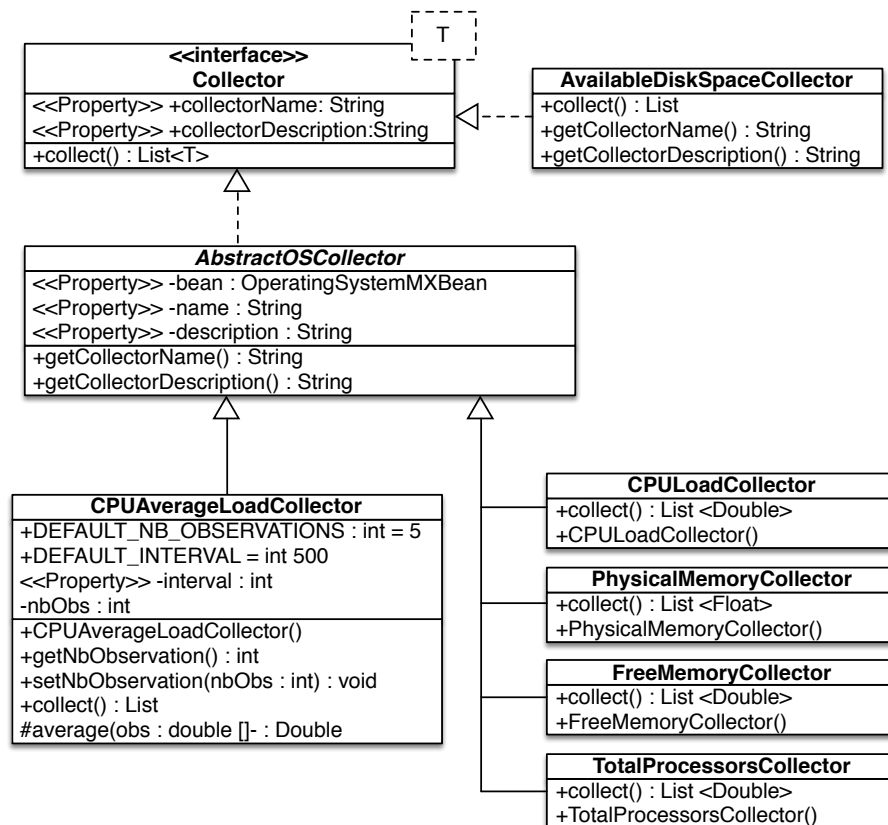 T
<<interface>>
Collector
<<Property>> +collectorName: String
<<Property>> +collectorDescription:String
+collect() : List<T>
AvailableDiskSpaceCollector
+collect() : List
+getCollectorName() : String
+getCollectorDescription() : String
AbstractOSCollector
<<Property>> -bean : OperatingSystemMXBean
<<Property>> -name : String
<<Property>> -description : String
+getCollectorName() : String
+getCollectorDescription() : String
CPUAverageLoadCollector
+DEFAULT_NB_OBSERVATIONS : int = 5
+DEFAULT_INTERVAL = int 500
<<Property>> -interval : int
-nbObs : int
+CPUAverageLoadCollector()
+getNbObservation() : int
+setNbObservation(nbObs : int) : void
+collect() : List
#average(obs : double []- : Double
CPULoadCollector
+collect() : List <Double>
+CPULoadCollector()
PhysicalMemoryCollector
+collect() : List <Float>
+PhysicalMemoryCollector()
FreeMemoryCollector
+collect() : List <Double>
+FreeMemoryCollector()
TotalProcessorsCollector
+collect() : List <Double>
+TotalProcessorsCollector()